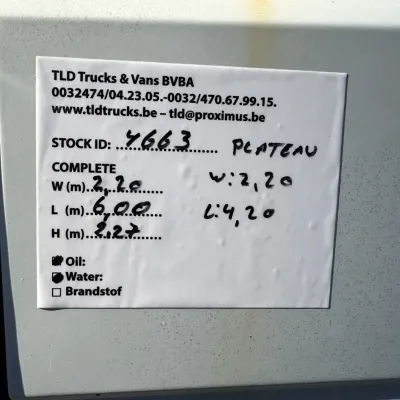 TLD Trucks & Vans BVBA
0032474/04.23.05.-0032/470.67.99.15.
www.tldtrucks.be – tld@proximus.be
STOCK ID: 4663 PLATEAU
COMPLETE
W (m) 2,20 W: 2,20
L (m) 6,00 L: 4,20
H (m) 2,27
Oil:
Water:
Brandstof